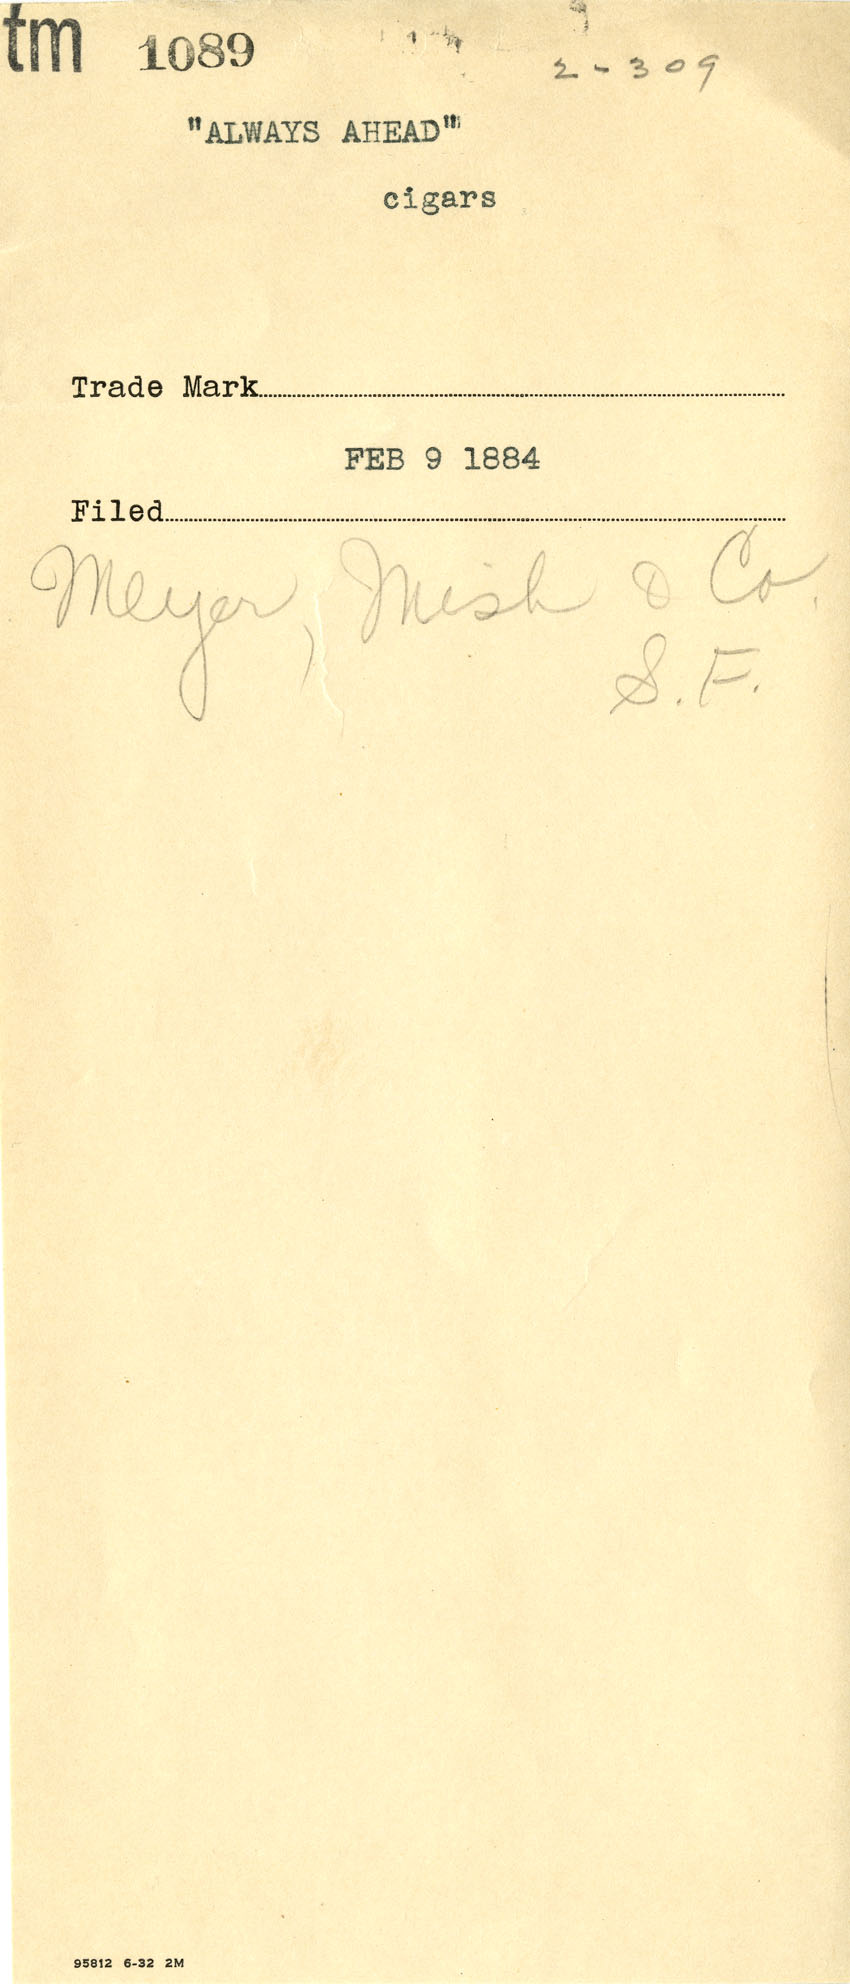 tm 1089
2-309
"ALWAYS AHEAD"
cigars
Trade Mark
FEB 9 1884
Filed
Meyer, Mish & Co.
S.F.
95812 6-32 2M